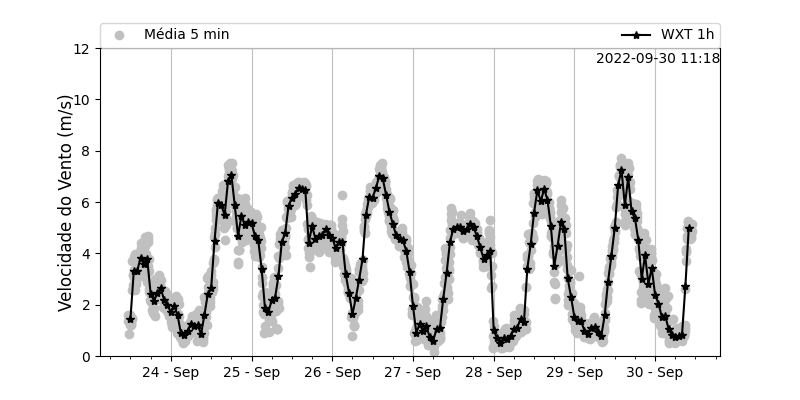 Média 5 min
WXT 1h
2022-09-30 11:18
Velocidade do Vento (m/s)
12
10
8
6
4
2
0
24 - Sep
25 - Sep
26 - Sep
27 - Sep
28 - Sep
29 - Sep
30 - Sep